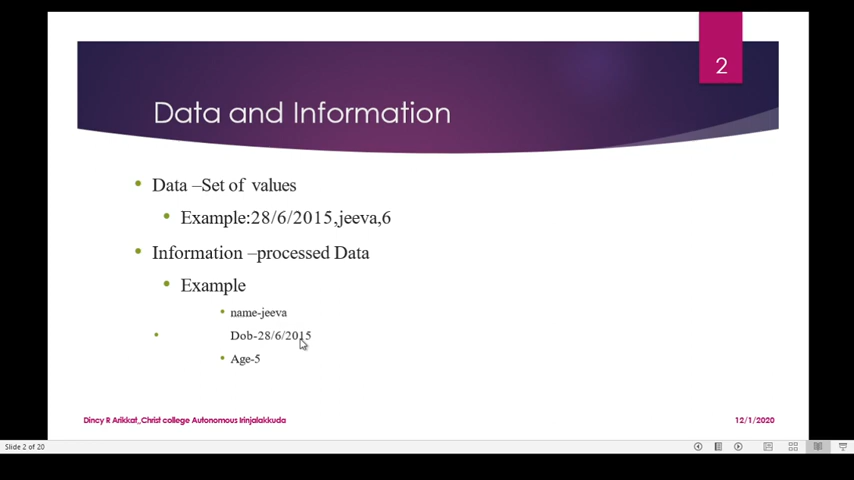 2
Data and Information
Data –Set of values
Example:28/6/2015,jeeva,6
Information –processed Data
Example
name-jeeva
Dob-28/6/2015
Age-5
Dincy R Arikkat_Christ college Autonomous Irinjalakkuda
12/1/2020
Slide 2 of 20